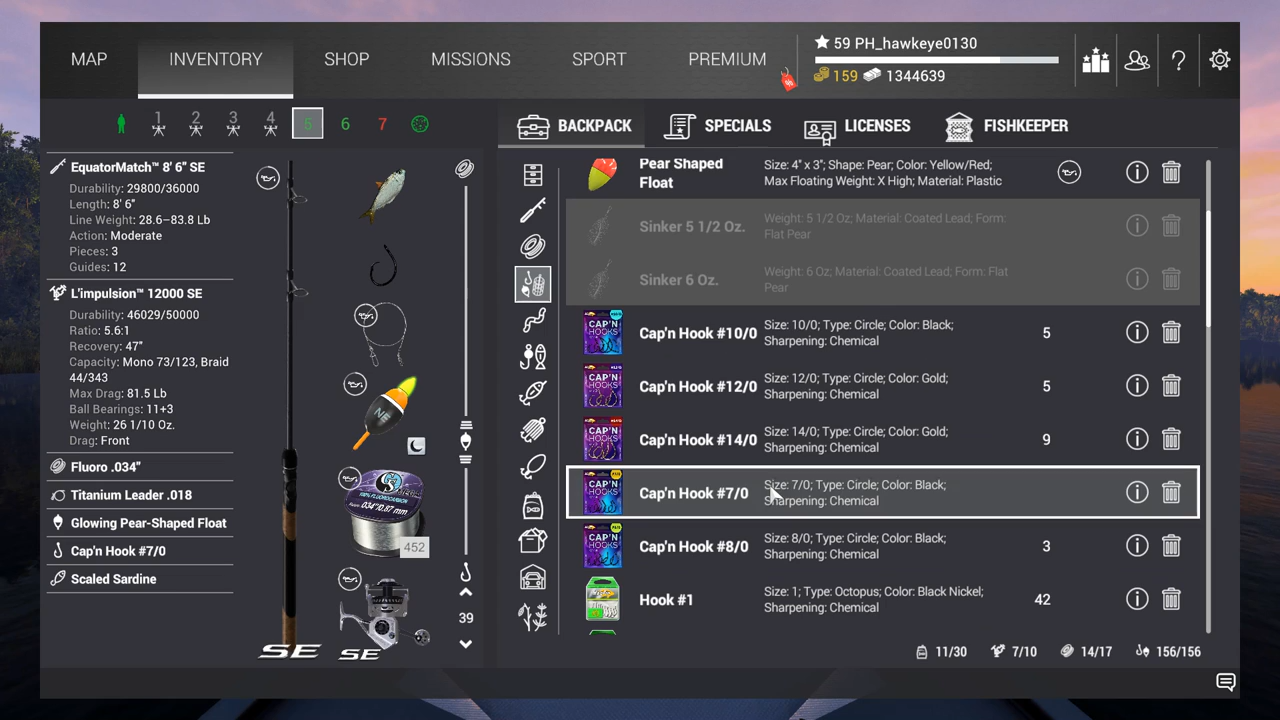 MAP
INVENTORY
SHOP
MISSIONS
SPORT
PREMIUM
59 PH_hawkeye0130
159 1344639
?
1 2 3 4 5 6 7
BACKPACK
SPECIALS
LICENSES
FISHKEEPER
EquatorMatch™ 8' 6" SE
Durability: 29800/36000
Length: 8' 6"
Line Weight: 28.6–83.8 Lb
Action: Moderate
Pieces: 3
Guides: 12
L'impulsion™ 12000 SE
Durability: 46029/50000
Ratio: 5.6:1
Recovery: 47"
Capacity: Mono 73/123, Braid
44/343
Max Drag: 81.5 Lb
Ball Bearings: 11+3
Weight: 26 1/10 Oz.
Drag: Front
Fluoro .034"
Titanium Leader .018
Glowing Pear-Shaped Float
Cap'n Hook #7/0
Scaled Sardine
452
39
SE
SE
Pear Shaped
Float
Size: 4" x 3"; Shape: Pear; Color: Yellow/Red;
Max Floating Weight: X High; Material: Plastic
Sinker 5 1/2 Oz.
Weight: 5 1/2 Oz; Material: Coated Lead; Form:
Flat Pear
Sinker 6 Oz.
Weight: 6 Oz; Material: Coated Lead; Form: Flat
Pear
Cap'n Hook #10/0
Size: 10/0; Type: Circle; Color: Black;
Sharpening: Chemical
5
Cap'n Hook #12/0
Size: 12/0; Type: Circle; Color: Gold;
Sharpening: Chemical
5
Cap'n Hook #14/0
Size: 14/0; Type: Circle; Color: Gold;
Sharpening: Chemical
9
Cap'n Hook #7/0
Size: 7/0; Type: Circle; Color: Black;
Sharpening: Chemical
Cap'n Hook #8/0
Size: 8/0; Type: Circle; Color: Black;
Sharpening: Chemical
3
Hook #1
Size: 1; Type: Octopus; Color: Black Nickel;
Sharpening: Chemical
42
11/30
7/10
14/17
156/156